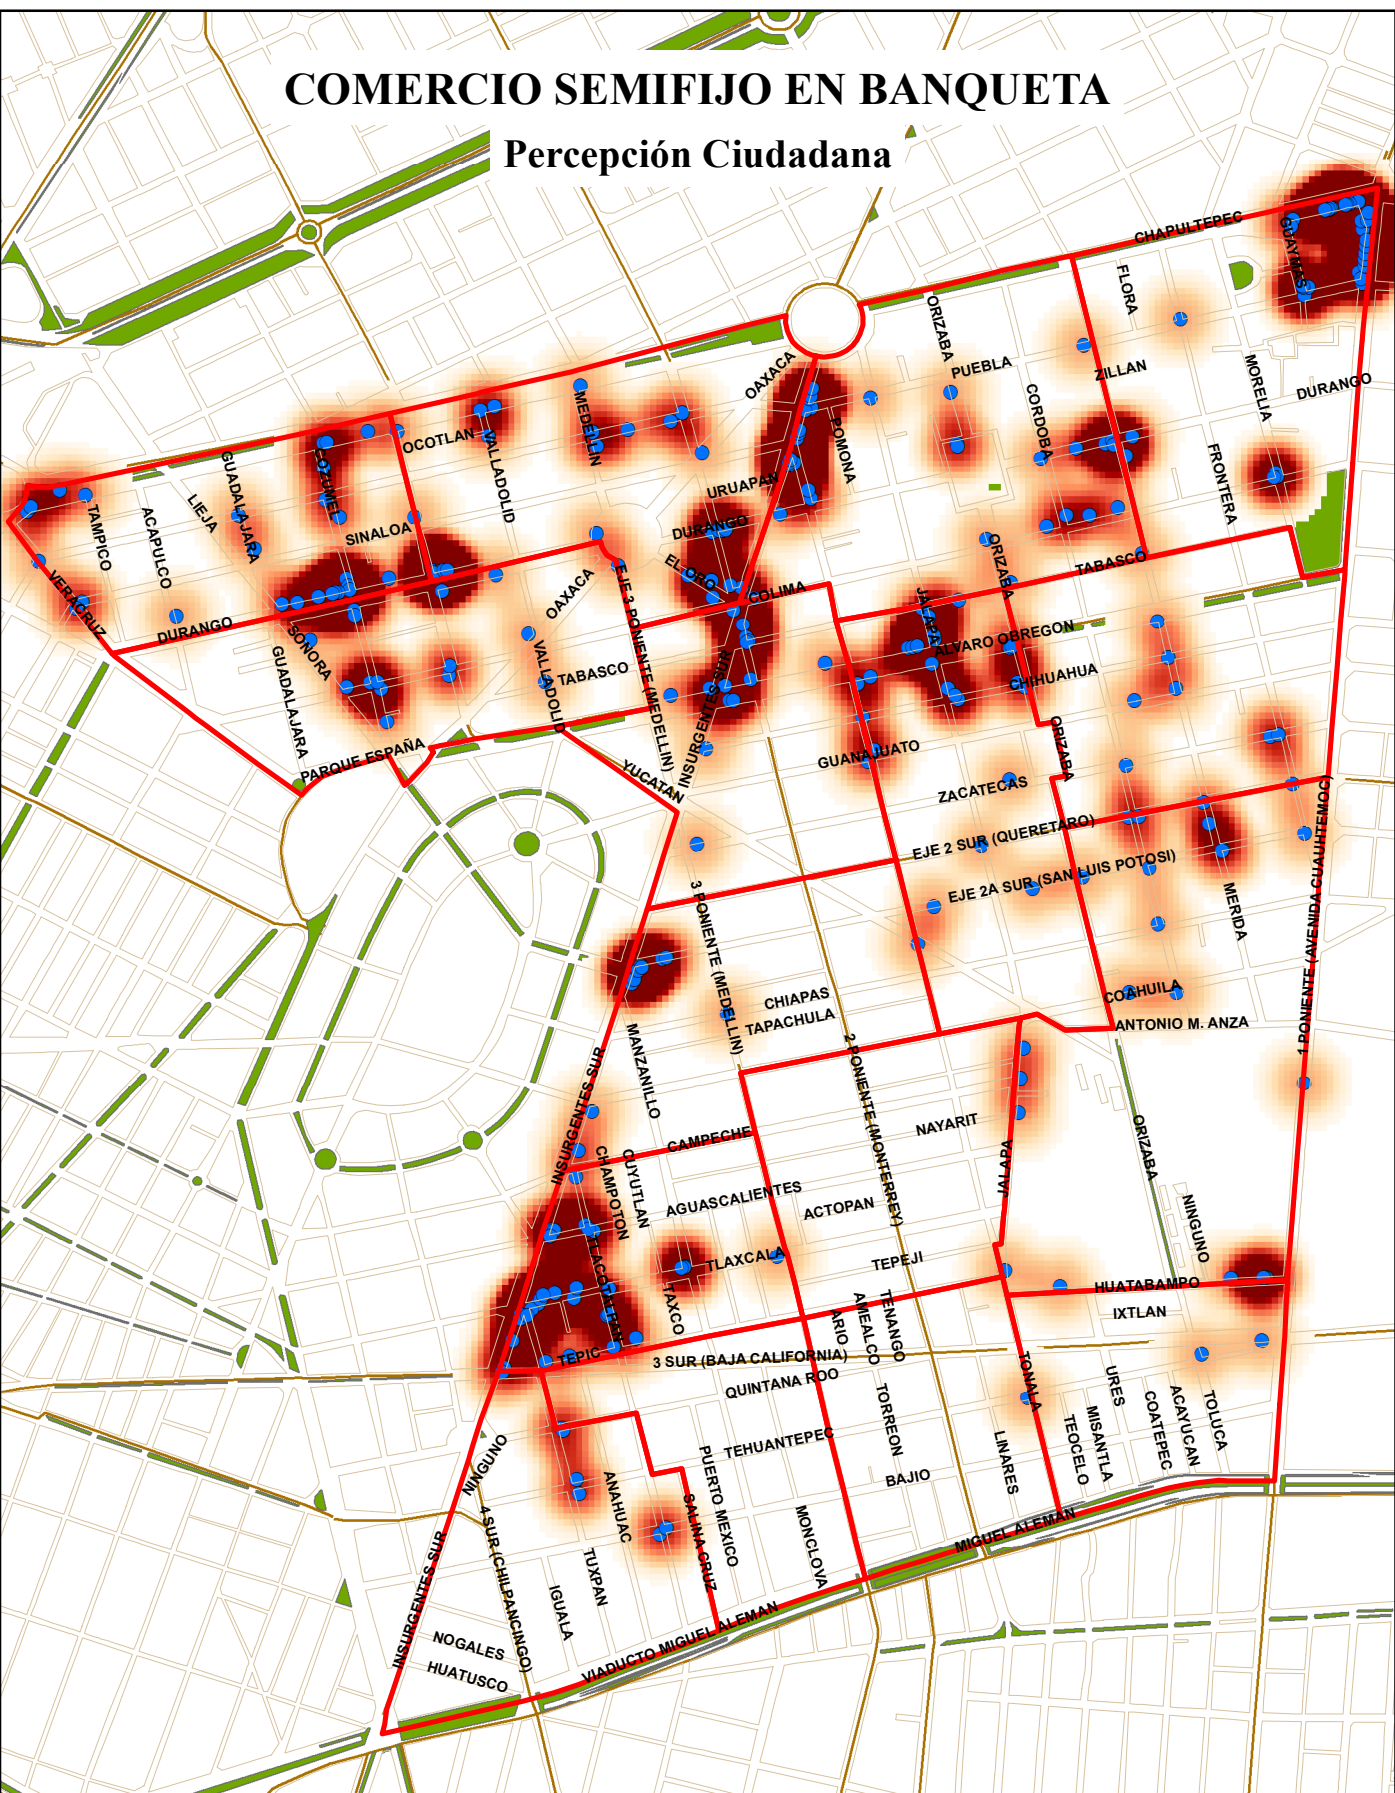 COMERCIO SEMIFIJO EN BANQUETA
Percepción Ciudadana
CHAPULTEPEC
GUAYMAS
FLORA
ORIZABA
PUEBLA
ZILLAN
MORELIA
DURANGO
OAXACA
CORDOBA
POMONA
MEDELLIN
OCOTLAN
VALLADOLID
COZUMEL
GUADALAJARA
LIEJA
ACAPULCO
TAMPICO
SINALOA
URUAPAN
DURANGO
FRONTERA
EL ORO
COLIMA
ORIZABA
TABASCO
VERACRUZ
DURANGO
SONORA
GUADALAJARA
OAXACA
EJE 3 PONIENTE (MEDELLIN)
VALLADOLID
TABASCO
JALAPA
ALVARO OBREGON
CHIHUAHUA
INSURGENTES SUR
PARQUE ESPAÑA
YUCATAN
GUANAJUATO
ORIZABA
ZACATECAS
EJE 2 SUR (QUERETARO)
EJE 2A SUR (SAN LUIS POTOSI)
MERIDA
1 PONIENTE (AVENIDA CUAUHTEMOC)
3 PONIENTE (MEDELLIN)
CHIAPAS
TAPACHULA
COAHUILA
ANTONIO M. ANZA
MANZANILLO
INSURGENTES SUR
2 PONIENTE (MONTERREY)
NAYARIT
JALAPA
ORIZABA
CAMPECHE
CUYUTLAN
CHAMPOTON
AGUASCALIENTES
ACTOPAN
NINGUNO
TLACOTALPAN
TLAXCALA
TEPEJI
TAXCO
HUATABAMPO
IXTLAN
TENANGO
AMEALCO
ARIO
TEPIC
3 SUR (BAJA CALIFORNIA)
QUINTANA ROO
TONALA
URES
TORREON
TEHUANTEPEC
BAJIO
LINARES
TEOCELO
MISANTLA
COATEPEC
ACAYUCAN
TOLUCA
NINGUNO
ANAHUAC
PUERTO MEXICO
SALINA CRUZ
MONCLOVA
MIGUEL ALEMAN
4 SUR (CHILPANCINGO)
TUXPAN
IGUALA
INSURGENTES SUR
NOGALES
HUATUSCO
VIADUCTO MIGUEL ALEMAN